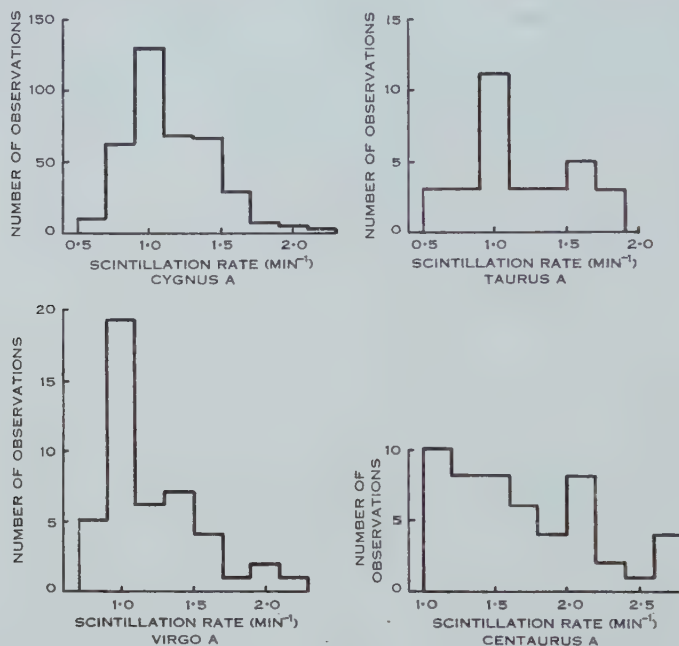 NUMBER OF OBSERVATIONS
150
100
50
0
0·5 1·0 1·5 2·0
SCINTILLATION RATE (MIN⁻¹)
CYGNUS A
NUMBER OF OBSERVATIONS
15
10
5
0
0·5 1·0 1·5 2·0
SCINTILLATION RATE (MIN⁻¹)
TAURUS A
NUMBER OF OBSERVATIONS
20
15
10
5
0
1·0 1·5 2·0
SCINTILLATION RATE (MIN⁻¹)
VIRGO A
NUMBER OF
OBSERVATIONS
10
5
0
1·0 1·5 2·0 2·5
SCINTILLATION RATE (MIN⁻¹)
CENTAURUS A